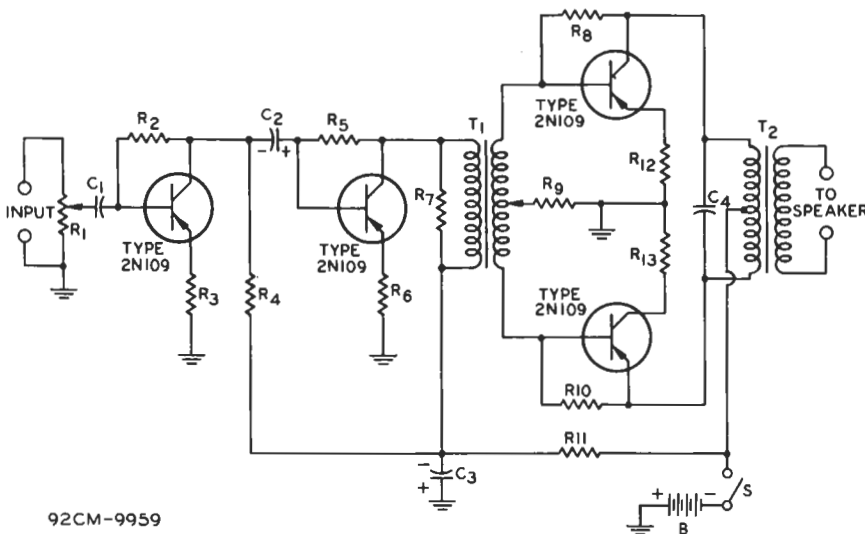 R8
TYPE
2N109
R2
C2
R5
T1
T2
R12
C1
R7
R9
C4
INPUT
R1
TO
SPEAKER
TYPE
2N109
TYPE
2N109
R13
TYPE
2N109
R3
R4
R6
R10
R11
-
+
-
+
C3
S
+
-
B
92CM-9959